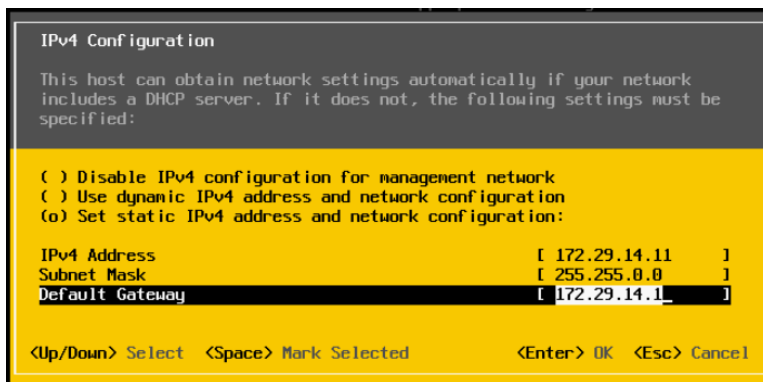 IPv4 Configuration
This host can obtain network settings automatically if your network
includes a DHCP server. If it does not, the following settings must be
specified:
( ) Disable IPv4 configuration for management network
( ) Use dynamic IPv4 address and network configuration
(o) Set static IPv4 address and network configuration:
IPv4 Address [ 172.29.14.11 ]
Subnet Mask [ 255.255.0.0 ]
Default Gateway [ 172.29.14.1_ ]
<Up/Down> Select <Space> Mark Selected <Enter> OK <Esc> Cancel